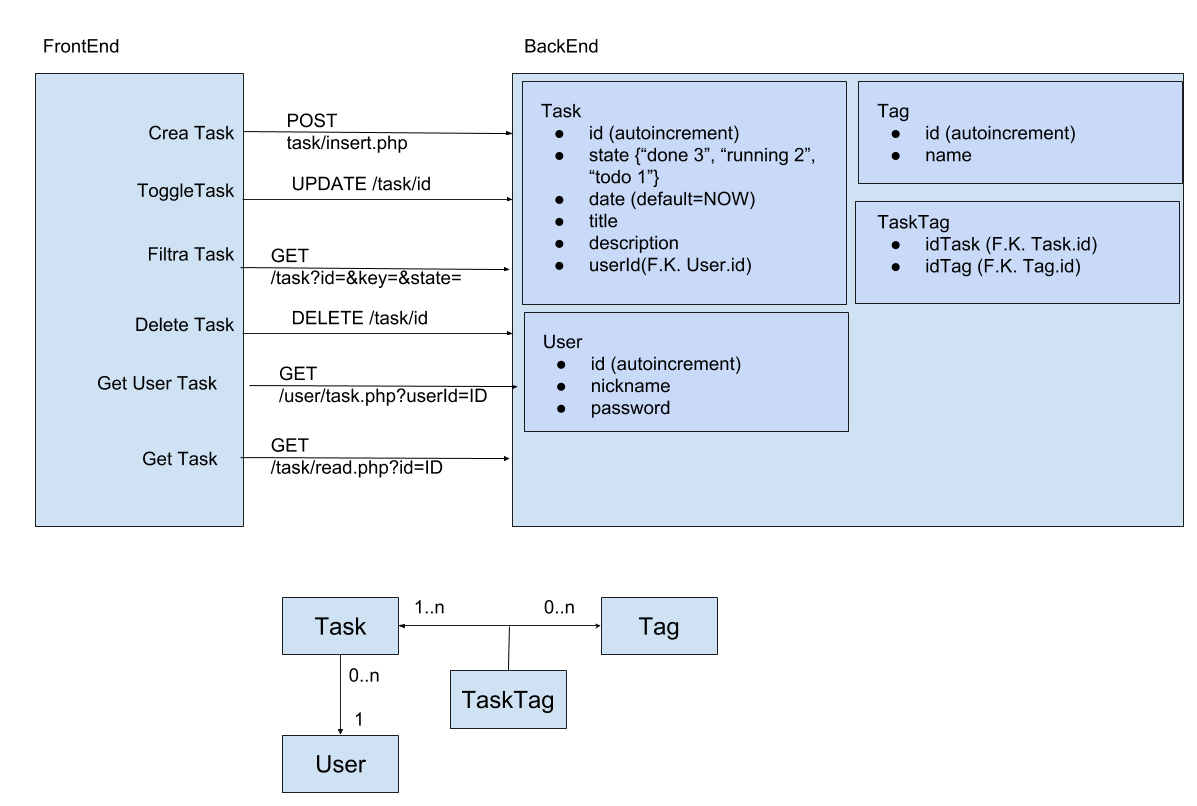 FrontEnd
BackEnd
Crea Task
POST
task/insert.php
ToggleTask
UPDATE /task/id
Filtra Task
GET
/task?id=&key=&state=
Delete Task
DELETE /task/id
Get User Task
GET
/user/task.php?userId=ID
Get Task
GET
/task/read.php?id=ID
Task
● id (autoincrement)
● state {“done 3”, “running 2”,
“todo 1”}
● date (default=NOW)
● title
● description
● userId(F.K. User.id)
Tag
● id (autoincrement)
● name
TaskTag
● idTask (F.K. Task.id)
● idTag (F.K. Tag.id)
User
● id (autoincrement)
● nickname
● password
Task
1..n
0..n
Tag
TaskTag
0..n
1
User